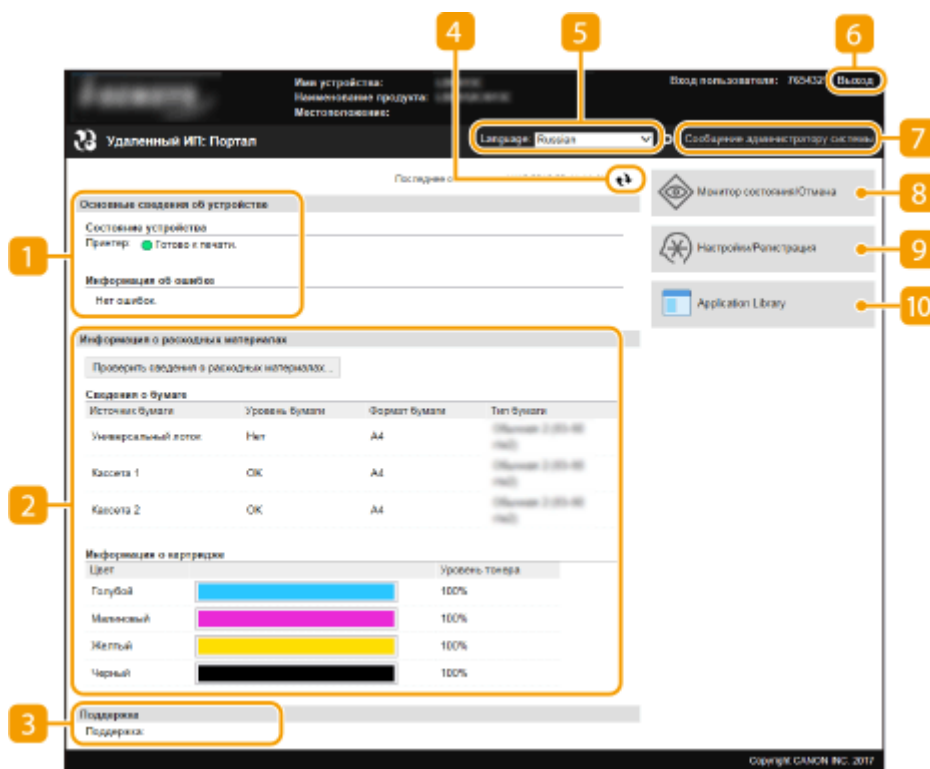 4
5
6
Имя устройства:
Наименование продукта:
Местоположение:
Вход пользователя: 765432 Выход
Удаленный ИП: Портал
Language: Russian
Сообщение администратору системы
7
Последнее
Основные сведения об устройстве
Состояние устройства
Принтер: Готово к печати.
Информация об ошибке
Нет ошибок.
1
Монитор состояния/Отмена
8
Настройки/Регистрация
9
Application Library
10
Информация о расходных материалах
Проверить сведения о расходных материалах...
Сведения о бумаге
Источник бумаги Уровень бумаги Формат бумаги Тип бумаги
Универсальный лоток Нет A4
Кассета 1 OK A4
Кассета 2 OK A4
2
Информация о картридже
Цвет Уровень тонера
Голубой 100%
Малиновый 100%
Желтый 100%
Черный 100%
3
Поддержка
Поддержка:
Copyright CANON INC. 2017